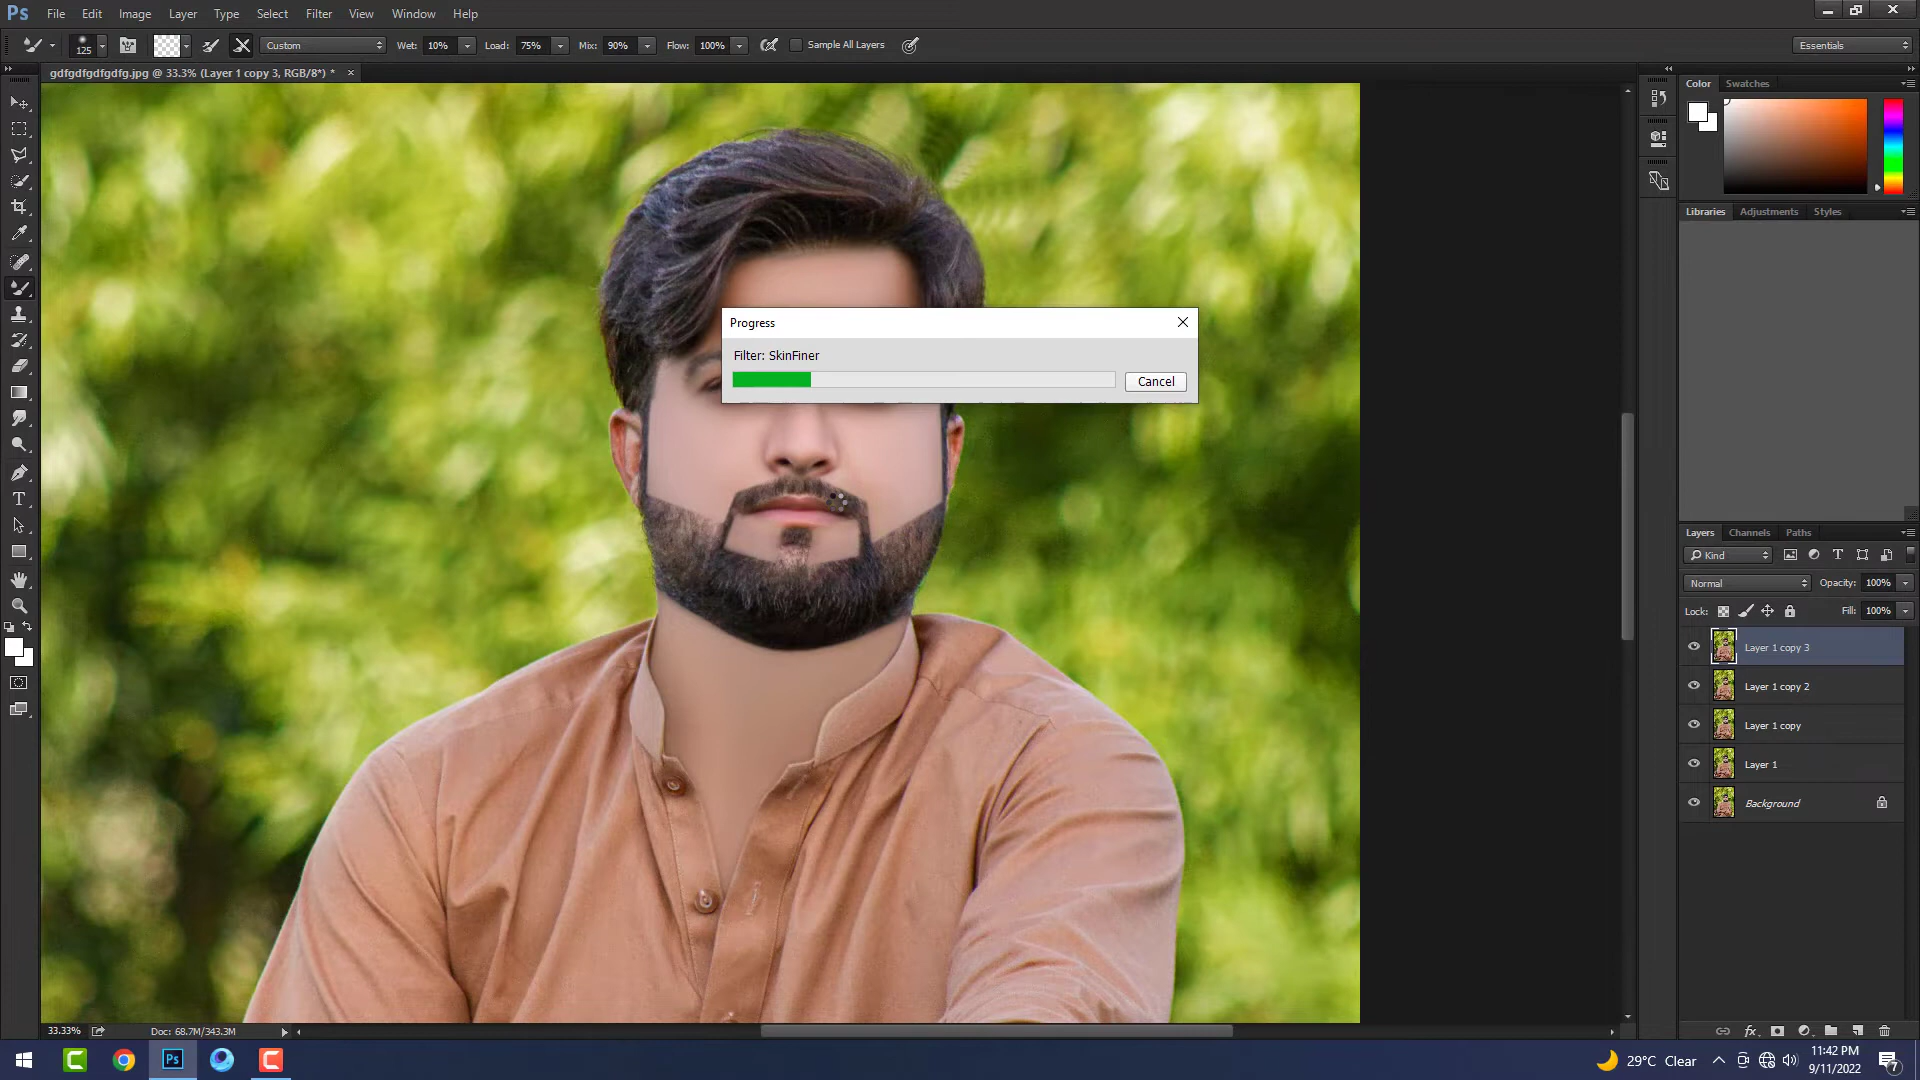 Ps File Edit Image Layer Type Select Filter View Window Help
125 Custom Wet: 10% Load: 75% Mix: 90% Flow: 100% Sample All Layers Essentials
gdfgdfgdfgdfg.jpg @ 33.3% (Layer 1 copy 3, RGB/8*) * ×
Color Swatches
Libraries Adjustments Styles
Progress
Filter: SkinFiner
Cancel
Layers Channels Paths
Kind
Normal Opacity: 100%
Lock: Fill: 100%
Layer 1 copy 3
Layer 1 copy 2
Layer 1 copy
Layer 1
Background
fx
33.33% Doc: 68.7M/343.3M
Ps 29°C Clear 11:42 PM
9/11/2022
7